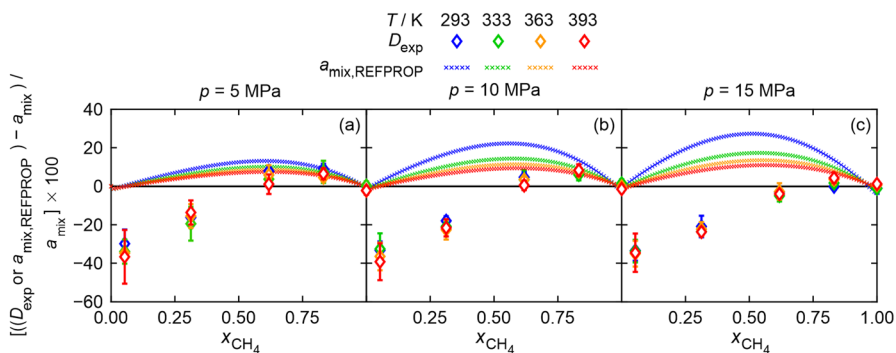 T / K 293 333 363 393
D_exp
a_mix,REFPROP
p = 5 MPa p = 10 MPa p = 15 MPa
[((D_exp or a_mix,REFPROP) − a_mix) /
a_mix] × 100
40
20
0
−20
−40
−60
(a) (b) (c)
0.25 0.50 0.75 0.25 0.50 0.75 0.25 0.50 0.75 1.00
x_CH4 x_CH4 x_CH4